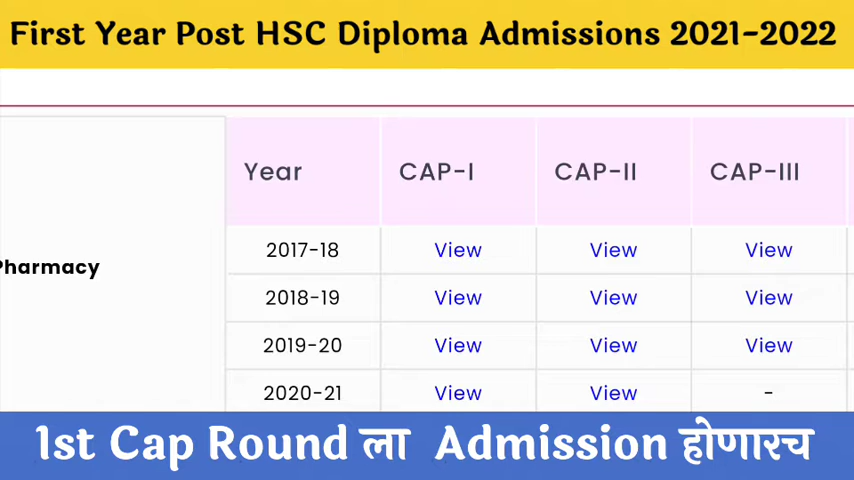 First Year Post HSC Diploma Admissions 2021-2022
Year CAP-I CAP-II CAP-III
2017-18 View View View
Pharmacy
2018-19 View View View
2019-20 View View View
2020-21 View View -
1st Cap Round ला Admission होणारच